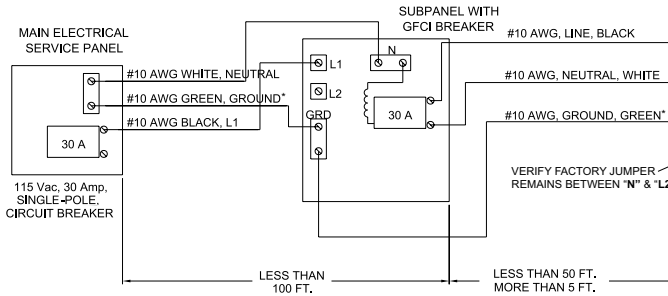 MAIN ELECTRICAL
SERVICE PANEL
SUBPANEL WITH
GFCI BREAKER
#10 AWG, LINE, BLACK
N
L1
#10 AWG WHITE, NEUTRAL
#10 AWG, NEUTRAL, WHITE
L2
#10 AWG GREEN, GROUND*
GRD
30 A
#10 AWG, GROUND, GREEN*
#10 AWG BLACK, L1
30 A
VERIFY FACTORY JUMPER
REMAINS BETWEEN "N" & "L2
115 Vac, 30 Amp,
SINGLE-POLE,
CIRCUIT BREAKER
LESS THAN
100 FT.
LESS THAN 50 FT.
MORE THAN 5 FT.